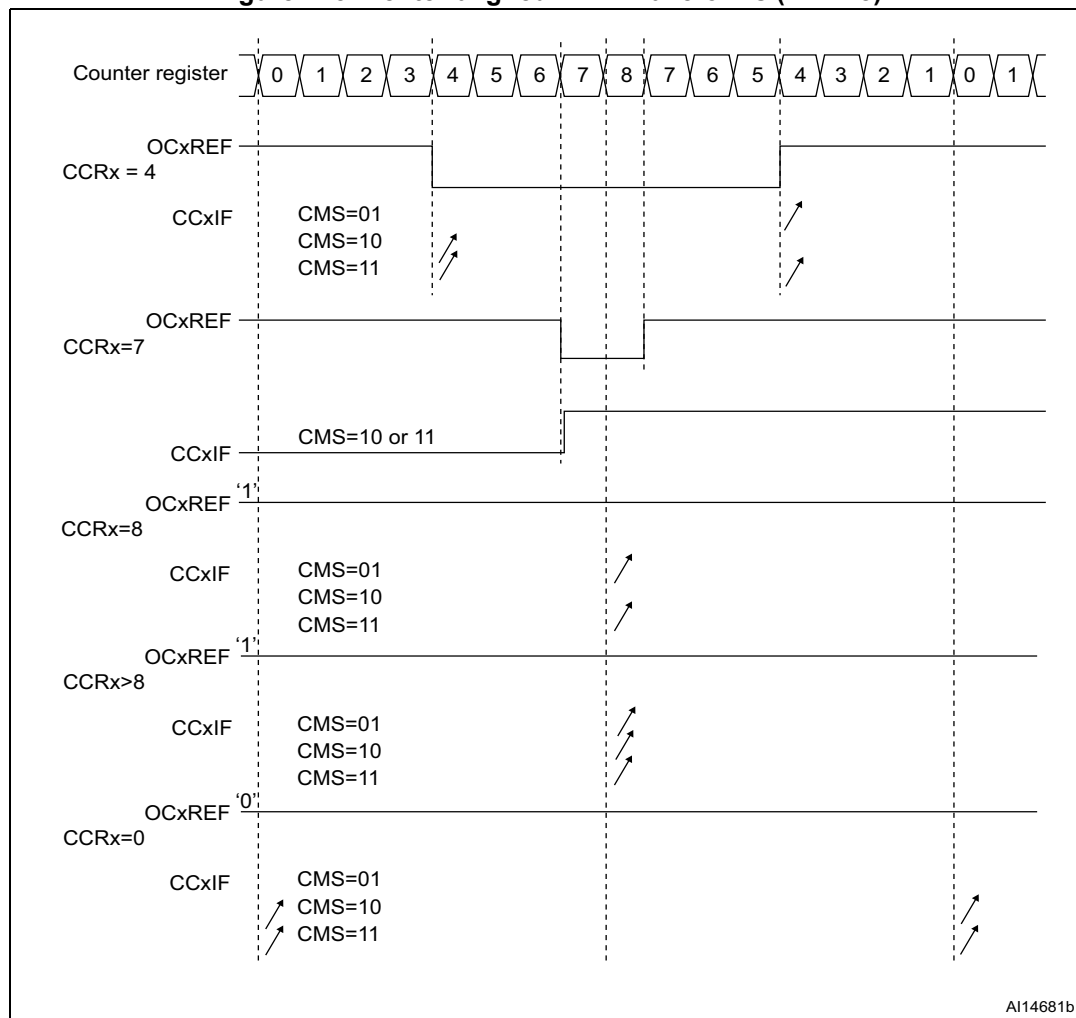 Counter register 0 1 2 3 4 5 6 7 8 7 6 5 4 3 2 1 0 1
OCxREF
CCRx = 4
CCxIF CMS=01
CMS=10
CMS=11
OCxREF
CCRx=7
CMS=10 or 11
CCxIF
OCxREF '1'
CCRx=8
CCxIF CMS=01
CMS=10
CMS=11
OCxREF '1'
CCRx>8
CCxIF CMS=01
CMS=10
CMS=11
OCxREF '0'
CCRx=0
CCxIF CMS=01
CMS=10
CMS=11
AI14681b